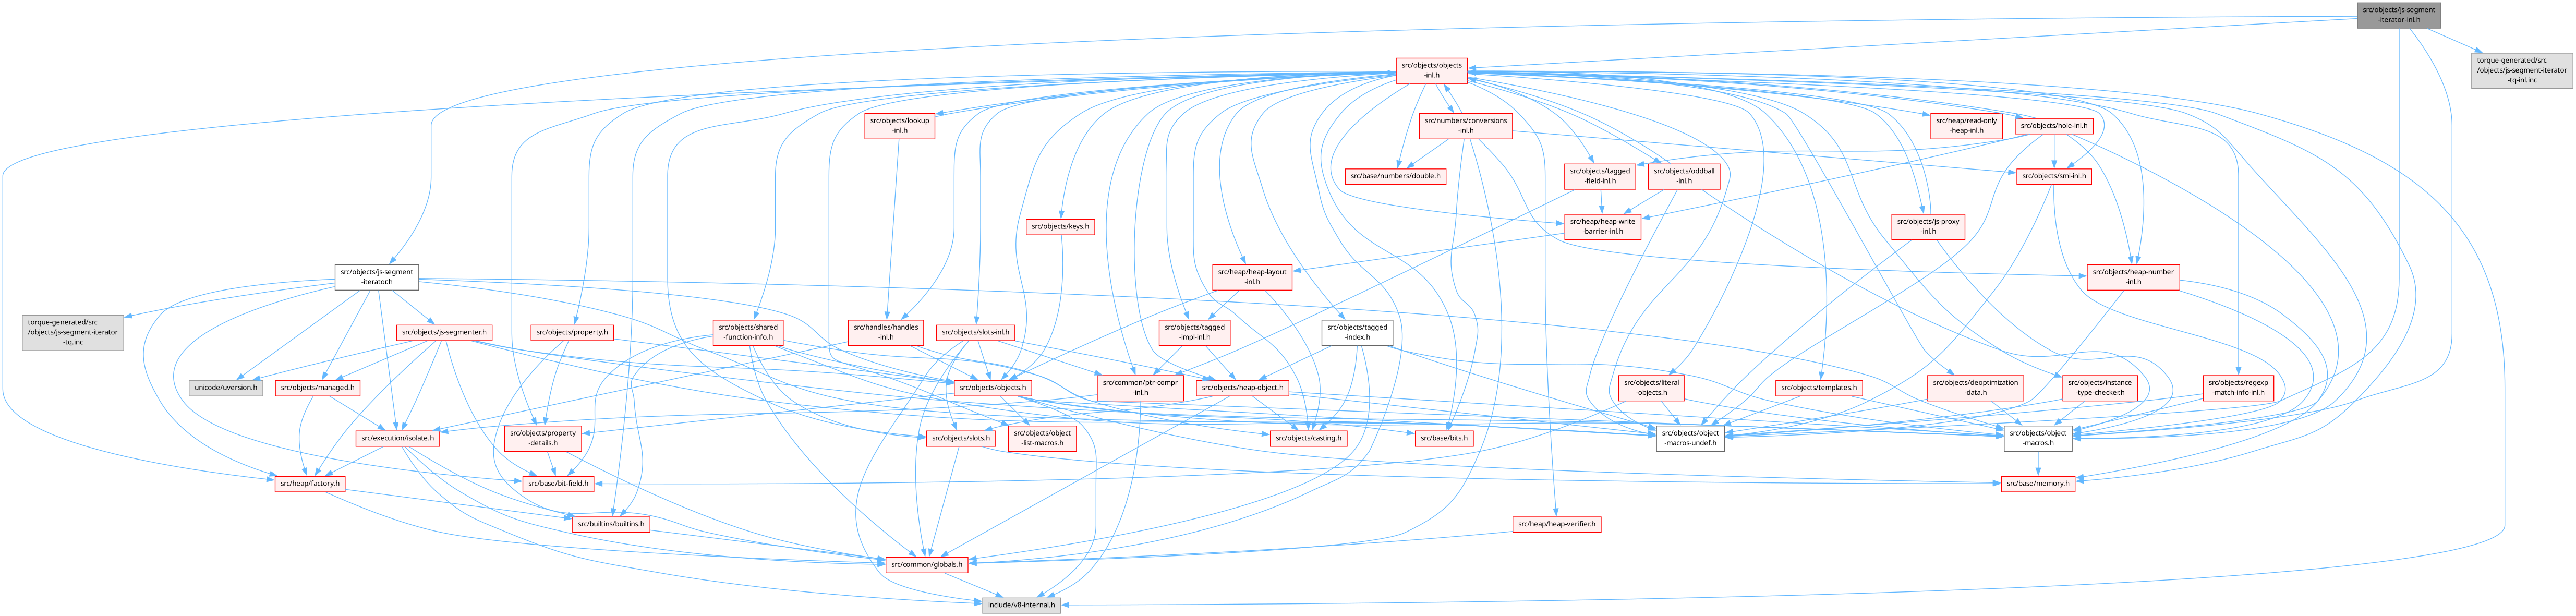 src/objects/js-segment
-iterator-inl.h
src/objects/objects
-inl.h
torque-generated/src
/objects/js-segment-iterator
-tq-inl.inc
src/objects/lookup
-inl.h
src/numbers/conversions
-inl.h
src/heap/read-only
-heap-inl.h
src/objects/hole-inl.h
src/base/numbers/double.h
src/objects/tagged
-field-inl.h
src/objects/oddball
-inl.h
src/objects/smi-inl.h
src/objects/keys.h
src/heap/heap-write
-barrier-inl.h
src/objects/js-proxy
-inl.h
src/objects/js-segment
-iterator.h
src/heap/heap-layout
-inl.h
src/objects/heap-number
-inl.h
torque-generated/src
/objects/js-segment-iterator
-tq.inc
src/objects/js-segmenter.h
src/objects/property.h
src/objects/shared
-function-info.h
src/handles/handles
-inl.h
src/objects/slots-inl.h
src/objects/tagged
-impl-inl.h
src/objects/tagged
-index.h
unicode/uversion.h
src/objects/managed.h
src/objects/objects.h
src/common/ptr-compr
-inl.h
src/objects/heap-object.h
src/objects/literal
-objects.h
src/objects/templates.h
src/objects/deoptimization
-data.h
src/objects/instance
-type-checker.h
src/objects/regexp
-match-info-inl.h
src/execution/isolate.h
src/objects/property
-details.h
src/objects/slots.h
src/objects/object
-list-macros.h
src/objects/casting.h
src/base/bits.h
src/objects/object
-macros-undef.h
src/objects/object
-macros.h
src/heap/factory.h
src/base/bit-field.h
src/base/memory.h
src/builtins/builtins.h
src/heap/heap-verifier.h
src/common/globals.h
include/v8-internal.h